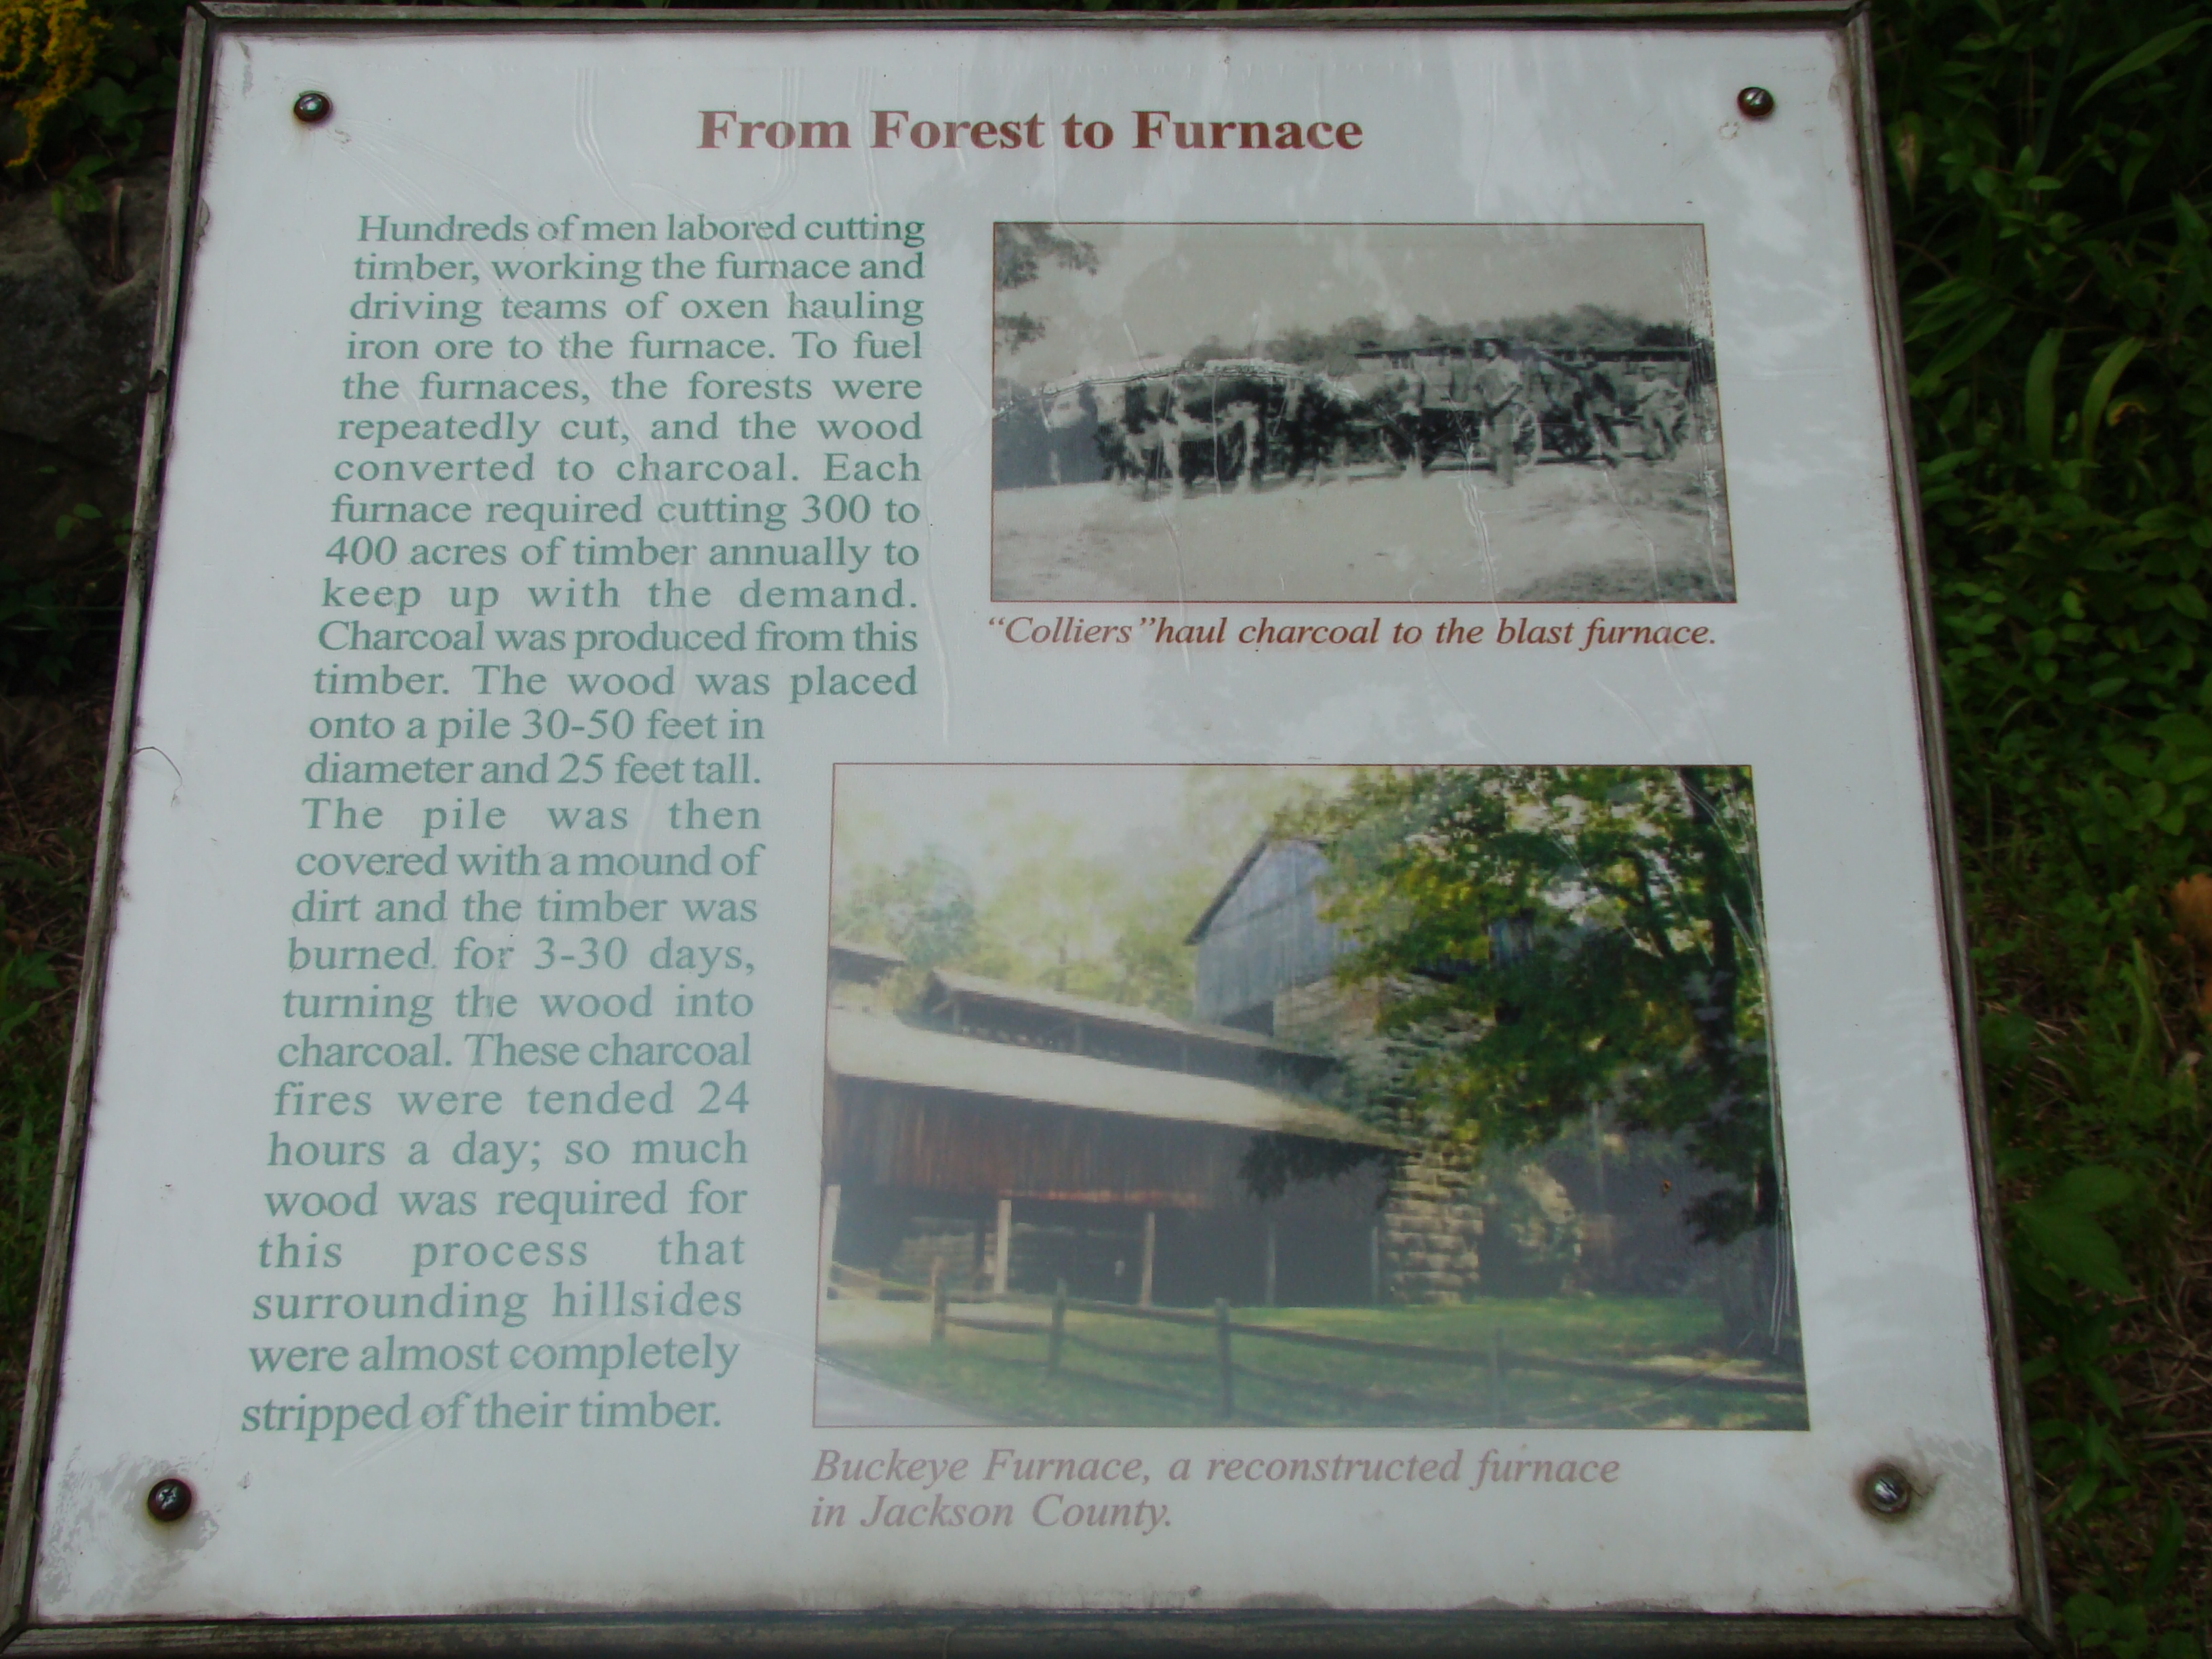 From Forest to Furnace
Hundreds of men labored cutting
timber, working the furnace and
driving teams of oxen hauling
iron ore to the furnace. To fuel
the furnaces, the forests were
repeatedly cut, and the wood
converted to charcoal. Each
furnace required cutting 300 to
400 acres of timber annually to
keep up with the demand.
Charcoal was produced from this
timber. The wood was placed
onto a pile 30-50 feet in
diameter and 25 feet tall.
The pile was then
covered with a mound of
dirt and the timber was
burned for 3-30 days,
turning the wood into
charcoal. These charcoal
fires were tended 24
hours a day; so much
wood was required for
this process that
surrounding hillsides
were almost completely
stripped of their timber.
“Colliers”haul charcoal to the blast furnace.
Buckeye Furnace, a reconstructed furnace
in Jackson County.